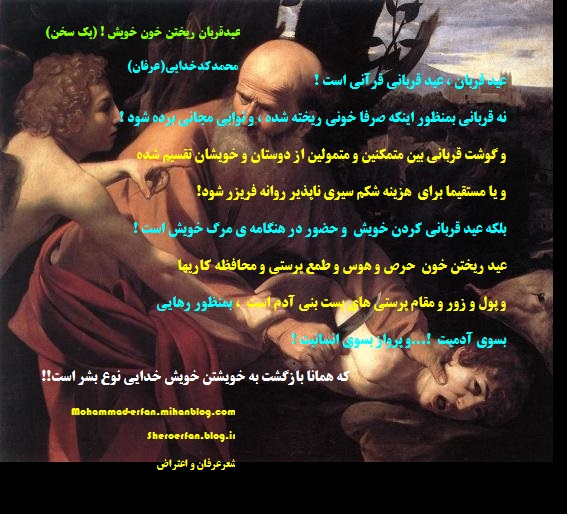 عیدقربان ریختن خون خویش ! (یک سخن)
محمدکدخدایی(عرفان)
عید قربان ، عید قربانی قرآنی است !
نه قربانی بمنظور اینکه صرفا خونی ریخته شده ، و ثوابی مجانی برده شود !
و گوشت قربانی بین متمکنین و متمولین از دوستان و خویشان تقسیم شده
و یا مستقیما برای هزینه شکم سیری ناپذیر روانه فریزر شود!
بلکه عید قربانی کردن خویش و حضور در هنگامه ی مرگ خویش است !
عید ریختن خون حرص و هوس و طمع پرستی و محافظه کاریها
و پول و زور و مقام پرستی های پست بنی آدم است ، بمنظور رهایی
بسوی آدمیت !...و پرواز بسوی انسانیت !
که همانا بازگشت به خویشتن خویش خدایی نوع بشر است!!
Mohammad-erfan.mihanblog.com
Sheroerfan.blog.ir
شعرعرفان و اعتراض